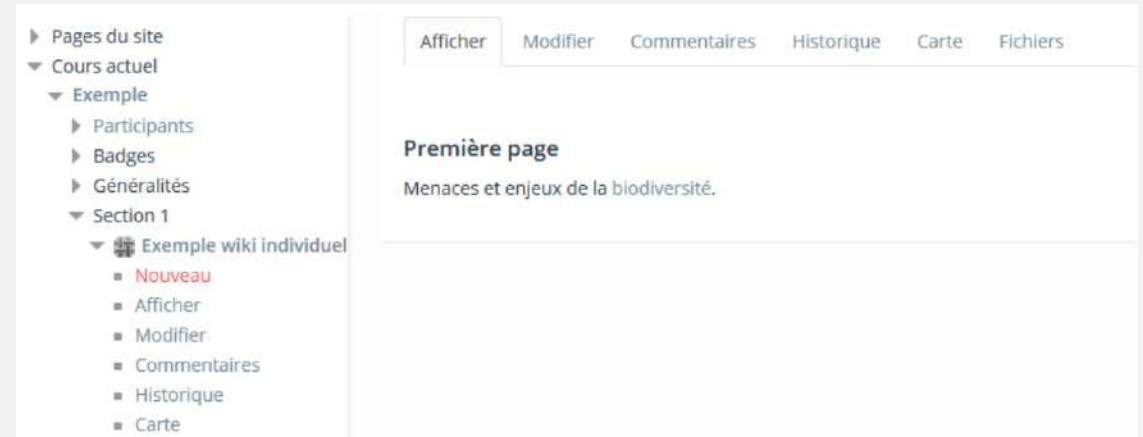 Pages du site
Cours actuel
Exemple
Participants
Badges
Généralités
Section 1
Exemple wiki individuel
Nouveau
Afficher
Modifier
Commentaires
Historique
Carte
Afficher Modifier Commentaires Historique Carte Fichiers
Première page
Menaces et enjeux de la biodiversité.